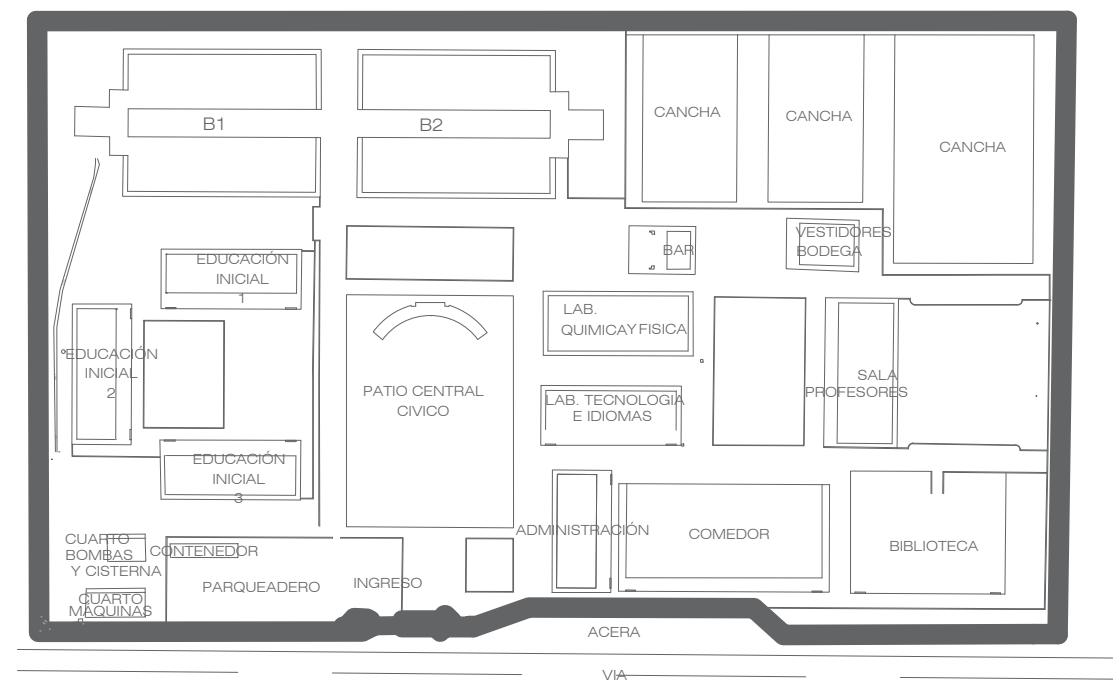 B1
B2
CANCHA
CANCHA
CANCHA
EDUCACIÓN
INICIAL
1
BAR
VESTIDORES
BODEGA
EDUCACIÓN
INICIAL
2
PATIO CENTRAL
CIVICO
LAB.
QUIMICA Y FISICA
LAB. TECNOLOGIA
E IDIOMAS
SALA
PROFESORES
EDUCACIÓN
INICIAL
3
CUARTO
BOMBAS
Y CISTERNA
CONTENEDOR
CUARTO
MÁQUINAS
PARQUEADERO
INGRESO
ADMINISTRACIÓN
COMEDOR
BIBLIOTECA
ACERA
VIA